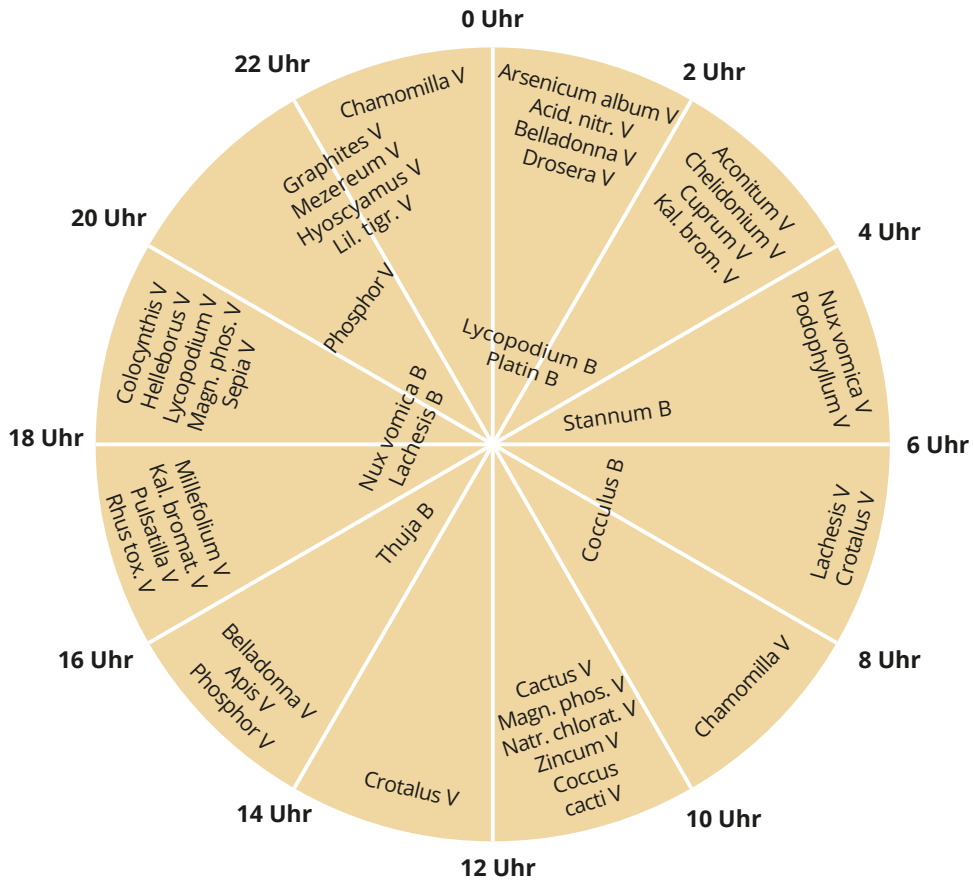 0 Uhr
Arsenicum album V
Acid. nitr. V
Belladonna V
Drosera V
2 Uhr
Aconitum V
Chelidonium V
Cuprum V
Kal. brom. V
4 Uhr
Nux vomica V
Podophyllum V
6 Uhr
Lachesis V
Crotalus V
8 Uhr
Chamomilla V
10 Uhr
Cactus V
Magn. phos. V
Natr. chlorat. V
Zincum V
Coccus
cacti V
12 Uhr
Crotalus V
14 Uhr
Belladonna V
Apis V
Phosphor V
16 Uhr
Millefolium V
Kal. bromat. V
Pulsatilla V
Rhus tox. V
18 Uhr
Colocynthis V
Helleborus V
Lycopodium V
Magn. phos. V
Sepia V
20 Uhr
Phosphor V
22 Uhr
Graphites V
Mezereum V
Hyoscyamus V
Lil. tigr. V
Chamomilla V
Lycopodium B
Platin B
Stannum B
Cocculus B
Thuja B
Nux vomica B
Lachesis B